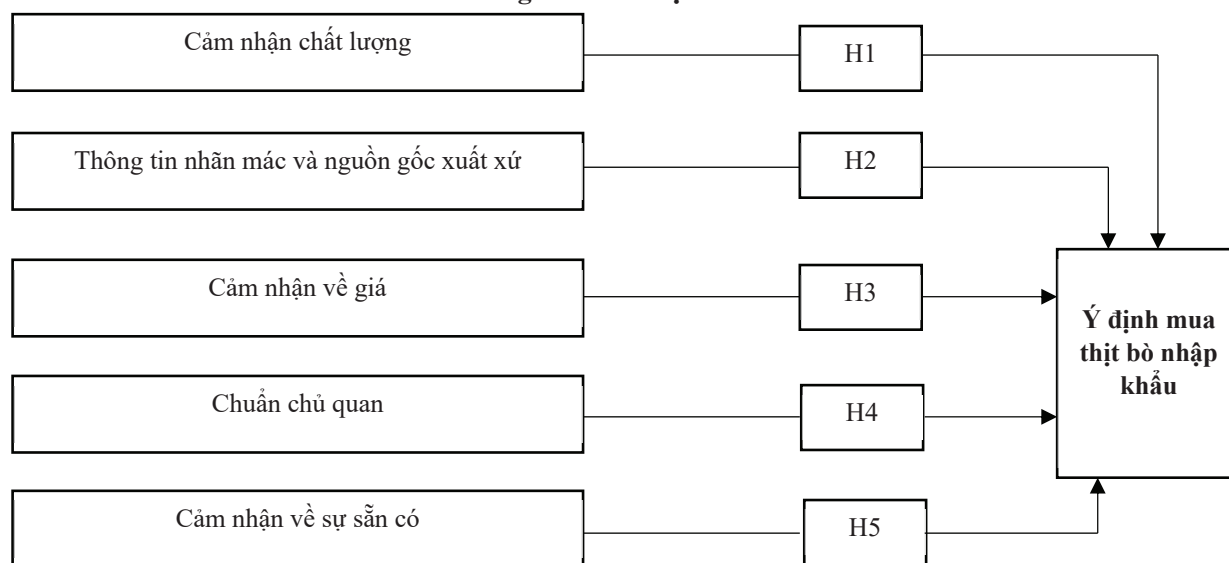 Cảm nhận chất lượng
H1
Thông tin nhãn mác và nguồn gốc xuất xứ
H2
Cảm nhận về giá
H3
Ý định mua
thịt bò nhập
khẩu
Chuẩn chủ quan
H4
Cảm nhận về sự sẵn có
H5